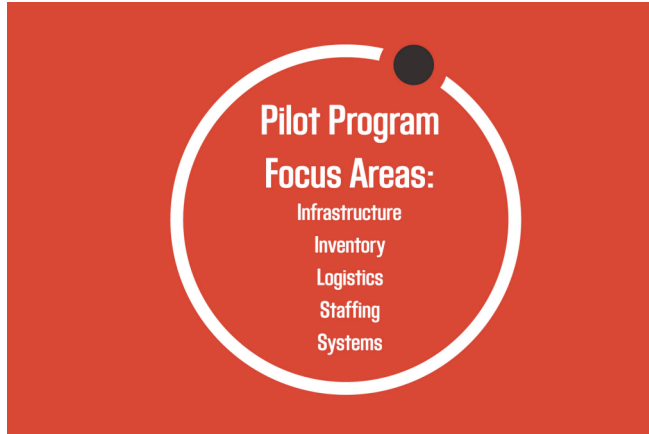 Pilot Program
Focus Areas:
Infrastructure
Inventory
Logistics
Staffing
Systems